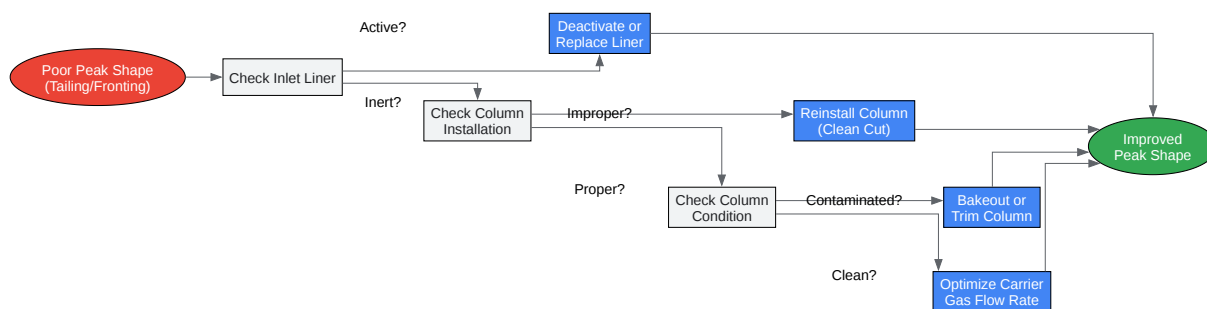 Active?
Deactivate or
Replace Liner
Poor Peak Shape
(Tailing/Fronting)
Check Inlet Liner
Inert?
Check Column
Installation
Improper?
Reinstall Column
(Clean Cut)
Improved
Peak Shape
Proper?
Check Column
Condition
Contaminated?
Bakeout or
Trim Column
Clean?
Optimize Carrier
Gas Flow Rate